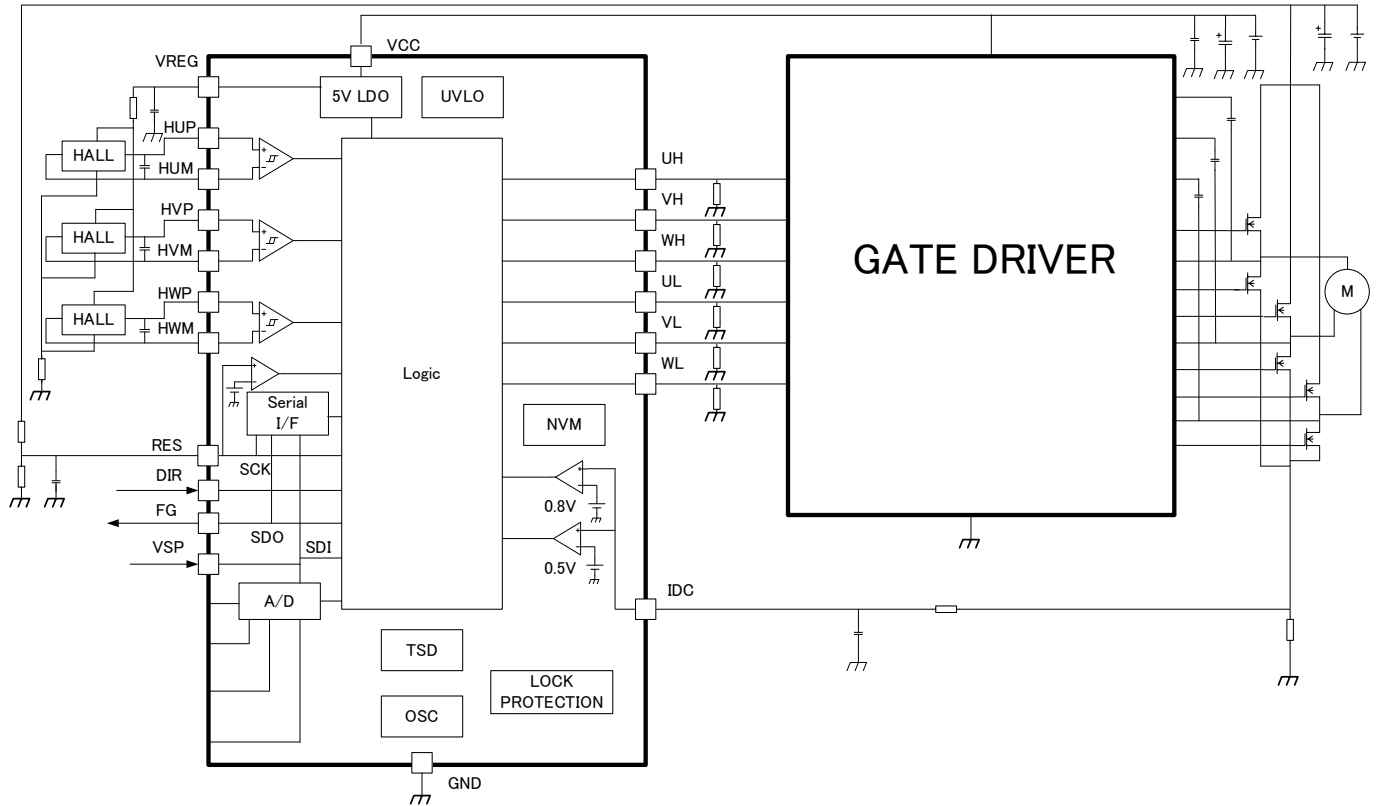 VCC
VREG
5V LDO
UVLO
HUP
HALL
HUM
HVP
HALL
HVM
HWP
HALL
HWM
Serial
I/F
Logic
RES
SCK
DIR
FG
SDO
VSP
SDI
A/D
NVM
0.8V
0.5V
TSD
LOCK
PROTECTION
OSC
GND
UH
VH
WH
UL
VL
WL
IDC
GATE DRIVER
M